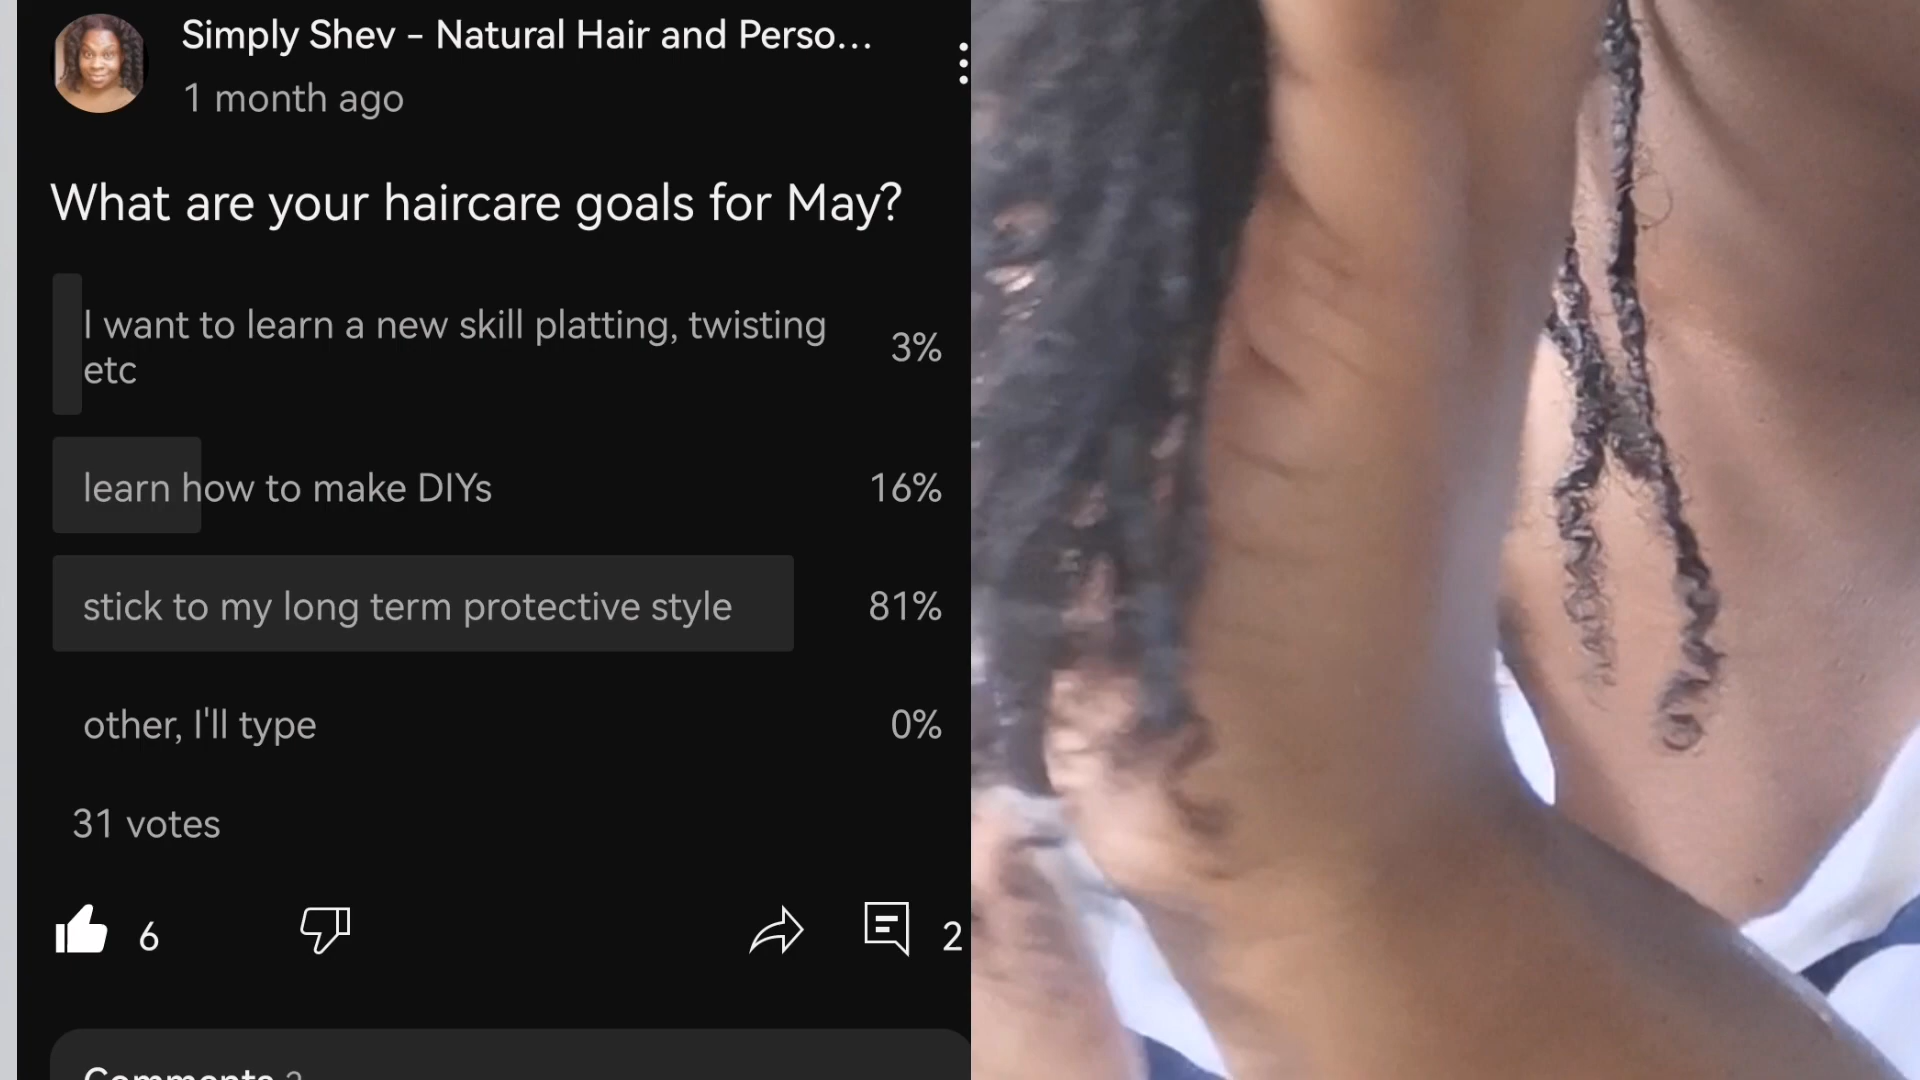 Simply Shev - Natural Hair and Perso...
1 month ago
What are your haircare goals for May?
I want to learn a new skill platting, twisting
etc
3%
learn how to make DIYs
16%
stick to my long term protective style
81%
other, I'll type
0%
31 votes
6
2
Comments 2